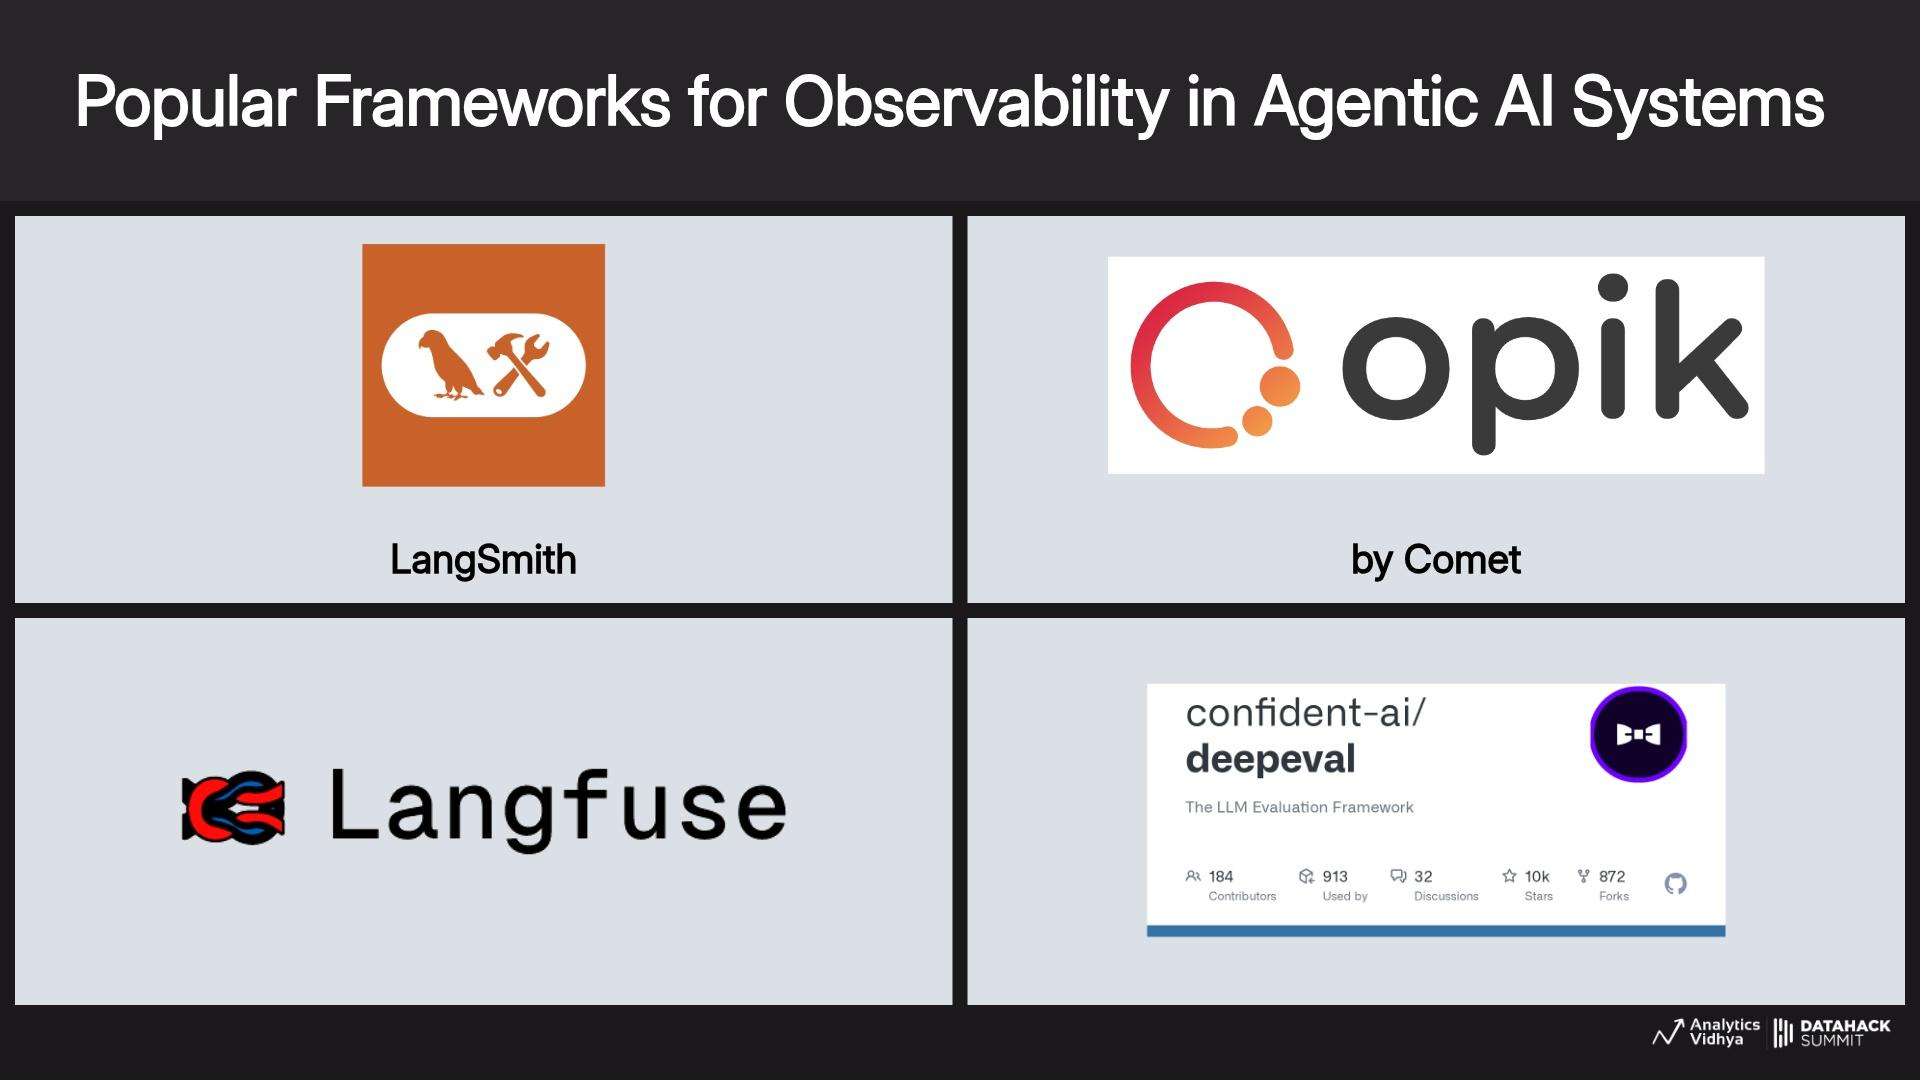 Popular Frameworks for Observability in Agentic AI Systems
LangSmith
opik
by Comet
Langfuse
confident-ai/
deepeval
The LLM Evaluation Framework
184
Contributors
913
Used by
32
Discussions
10k
Stars
872
Forks
Analytics
Vidhya
DATAHACK
SUMMIT